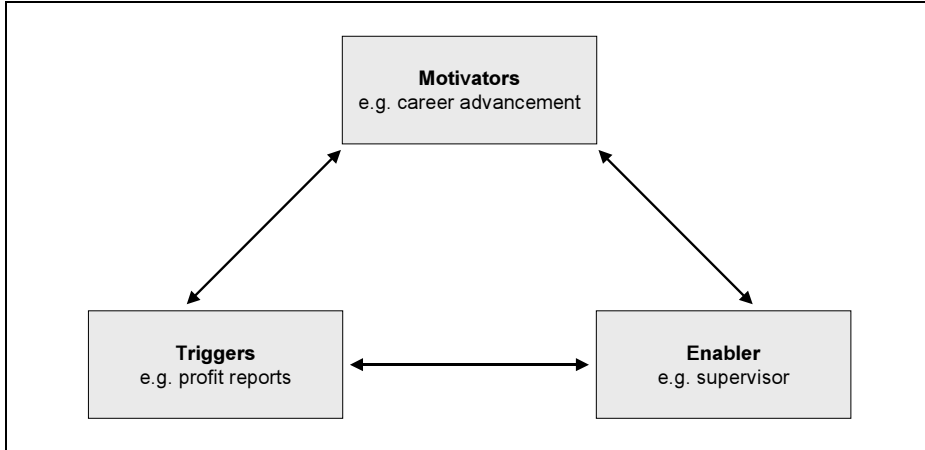 Motivators
e.g. career advancement
Triggers
e.g. profit reports
Enabler
e.g. supervisor